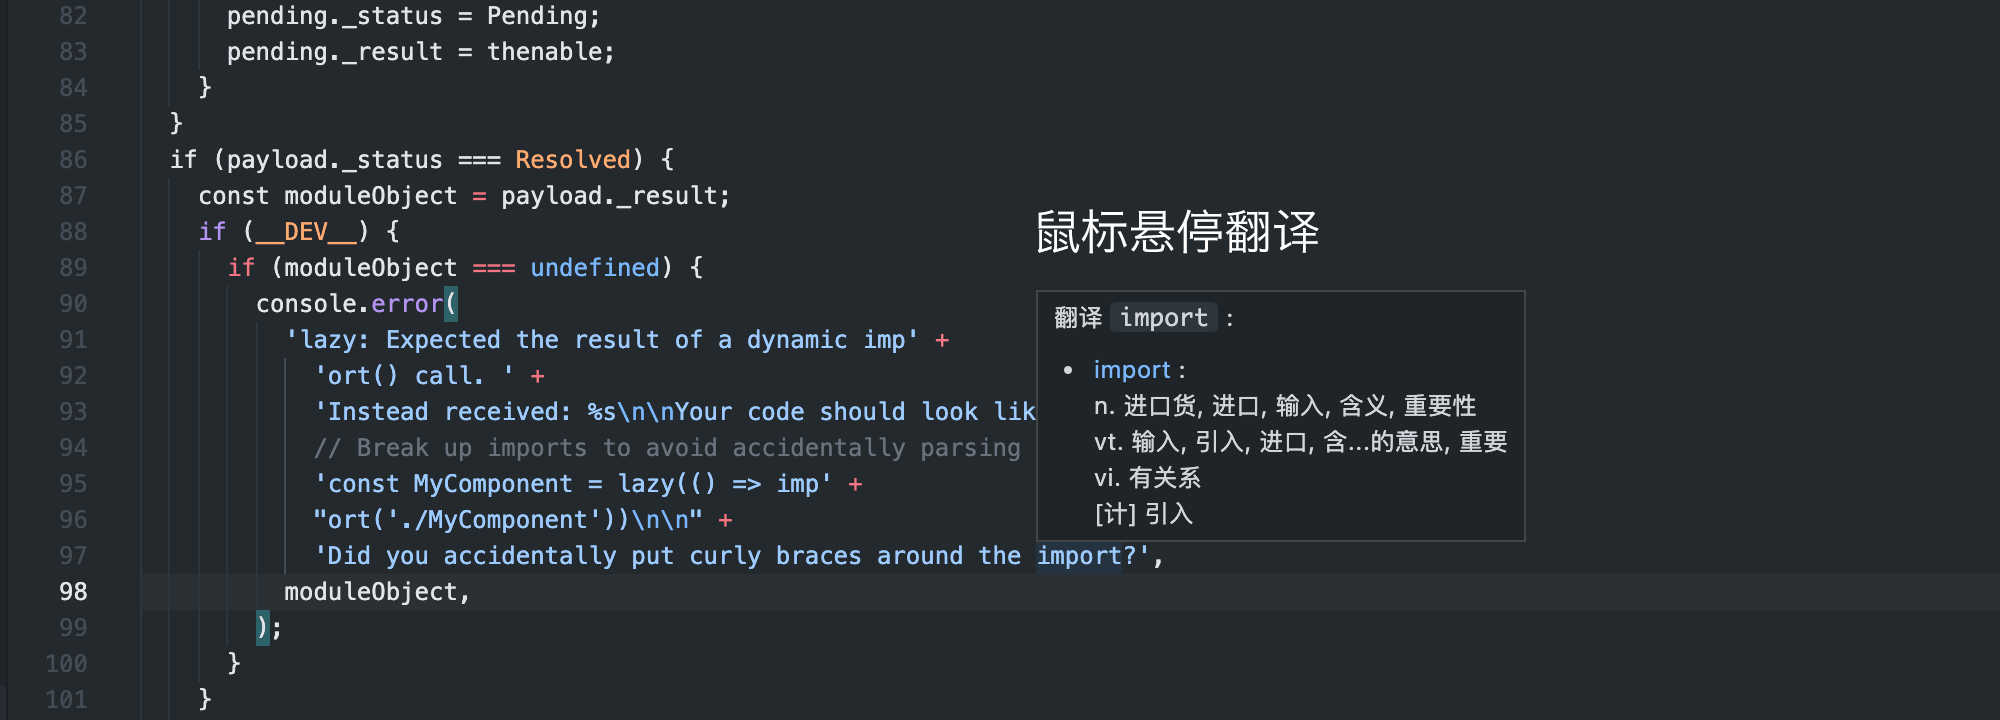 82 pending._status = Pending;
83 pending._result = thenable;
84 }
85 }
86 if (payload._status === Resolved) {
87 const moduleObject = payload._result;
88 if (__DEV__) {
89 if (moduleObject === undefined) {
90 console.error(
91 'lazy: Expected the result of a dynamic imp' +
92 'ort() call. ' +
93 'Instead received: %s\n\nYour code should look lik
94 // Break up imports to avoid accidentally parsing
95 'const MyComponent = lazy(() => imp' +
96 "ort('./MyComponent'))\n\n" +
97 'Did you accidentally put curly braces around the import?',
98 moduleObject,
99 );
100 }
101 }
鼠标悬停翻译
翻译 import :
• import :
n. 进口货, 进口, 输入, 含义, 重要性
vt. 输入, 引入, 进口, 含...的意思, 重要
vi. 有关系
[计] 引入